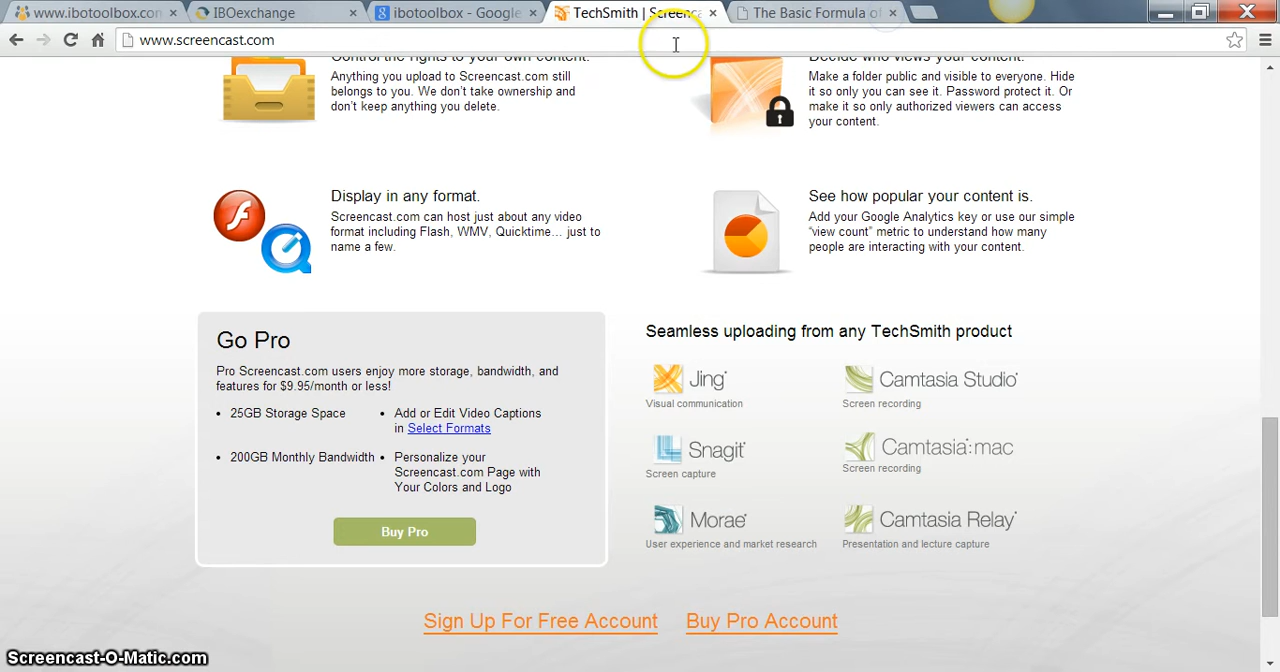 www.ibotoolbox.con
IBOexchange
ibotoolbox - Google
TechSmith | Screenca
The Basic Formula of
www.screencast.com
Control the rights to your own content.
Anything you upload to Screencast.com still
belongs to you. We don't take ownership and
don't keep anything you delete.
Decide who views your content.
Make a folder public and visible to everyone. Hide
it so only you can see it. Password protect it. Or
make it so only authorized viewers can access
your content.
Display in any format.
Screencast.com can host just about any video
format including Flash, WMV, Quicktime... just to
name a few.
See how popular your content is.
Add your Google Analytics key or use our simple
"view count" metric to understand how many
people are interacting with your content.
Go Pro
Pro Screencast.com users enjoy more storage, bandwidth, and
features for $9.95/month or less!
• 25GB Storage Space
• 200GB Monthly Bandwidth
• Add or Edit Video Captions
in Select Formats
• Personalize your
Screencast.com Page with
Your Colors and Logo
Buy Pro
Seamless uploading from any TechSmith product
Jing
Visual communication
Camtasia Studio
Screen recording
Snagit
Screen capture
Camtasia:mac
Screen recording
Morae
User experience and market research
Camtasia Relay
Presentation and lecture capture
Sign Up For Free Account
Buy Pro Account
Screencast-O-Matic.com